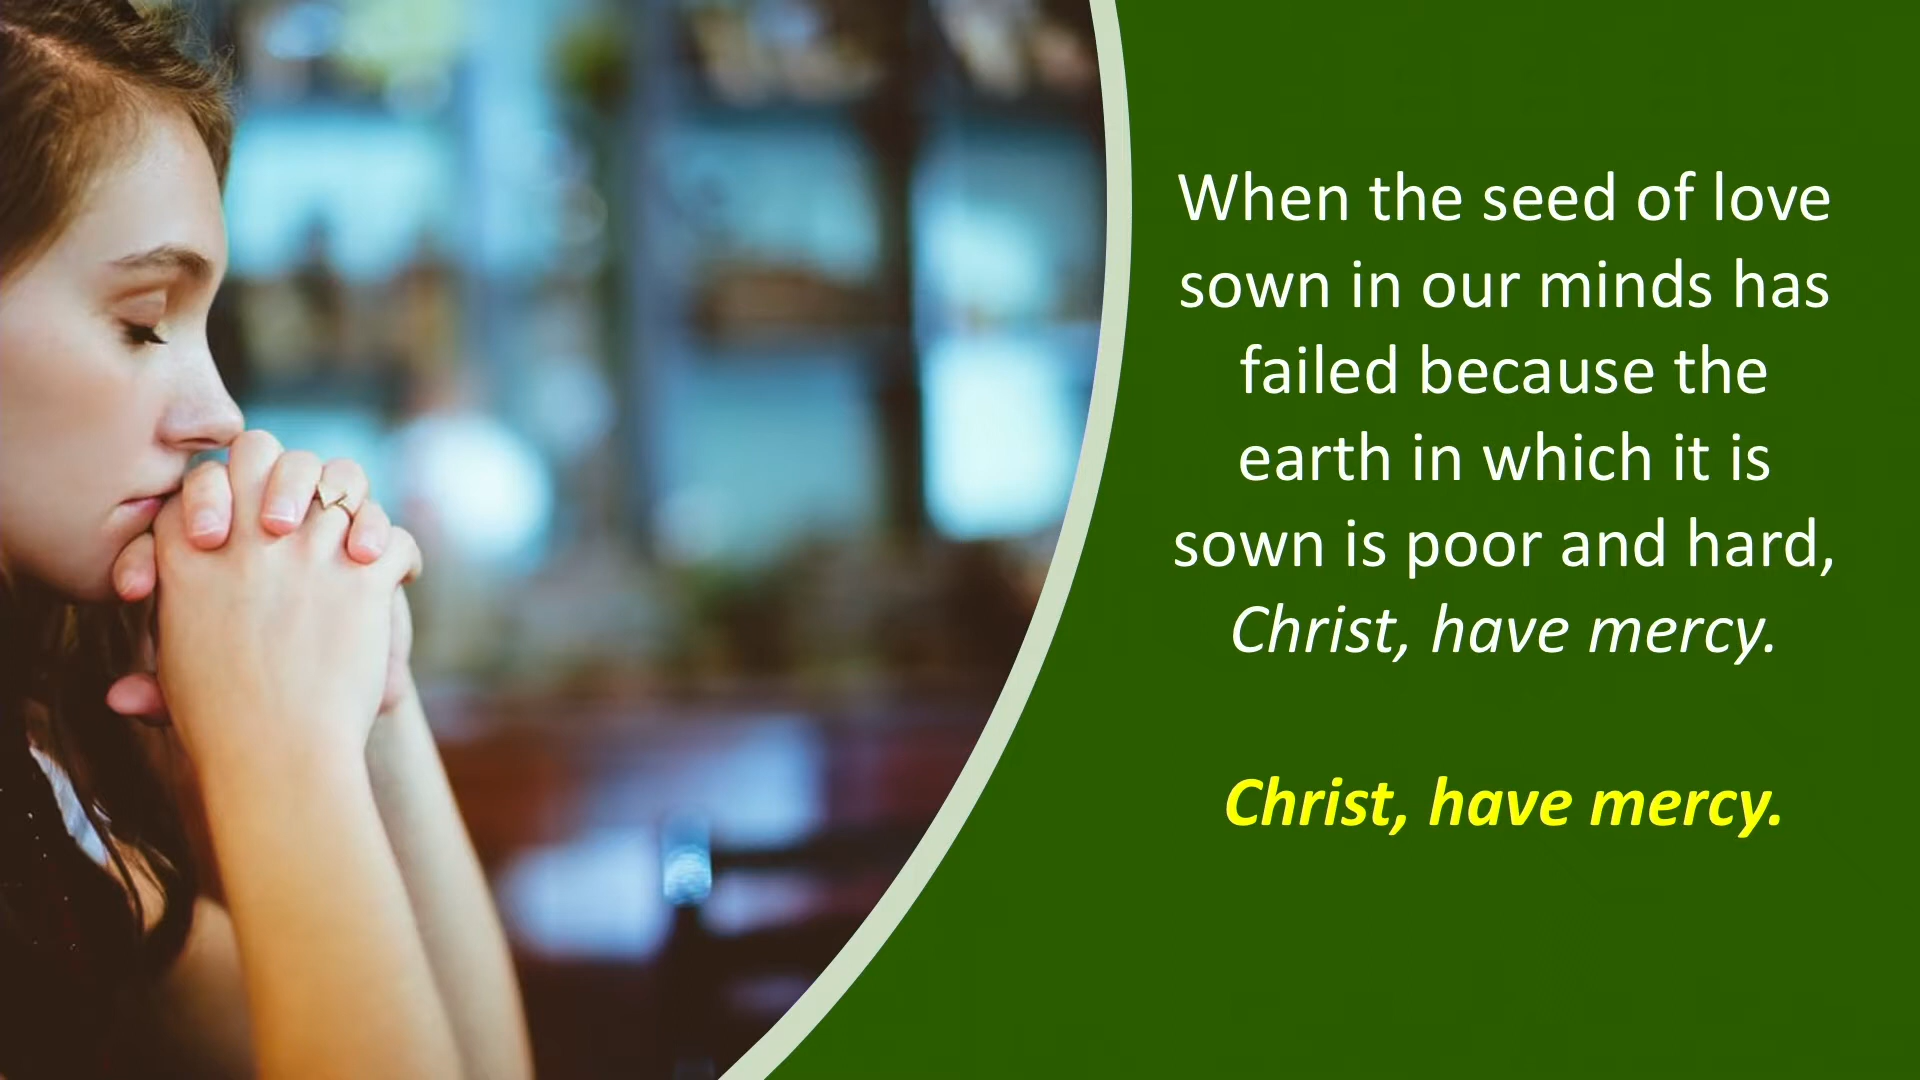 When the seed of love
sown in our minds has
failed because the
earth in which it is
sown is poor and hard,
Christ, have mercy.
Christ, have mercy.